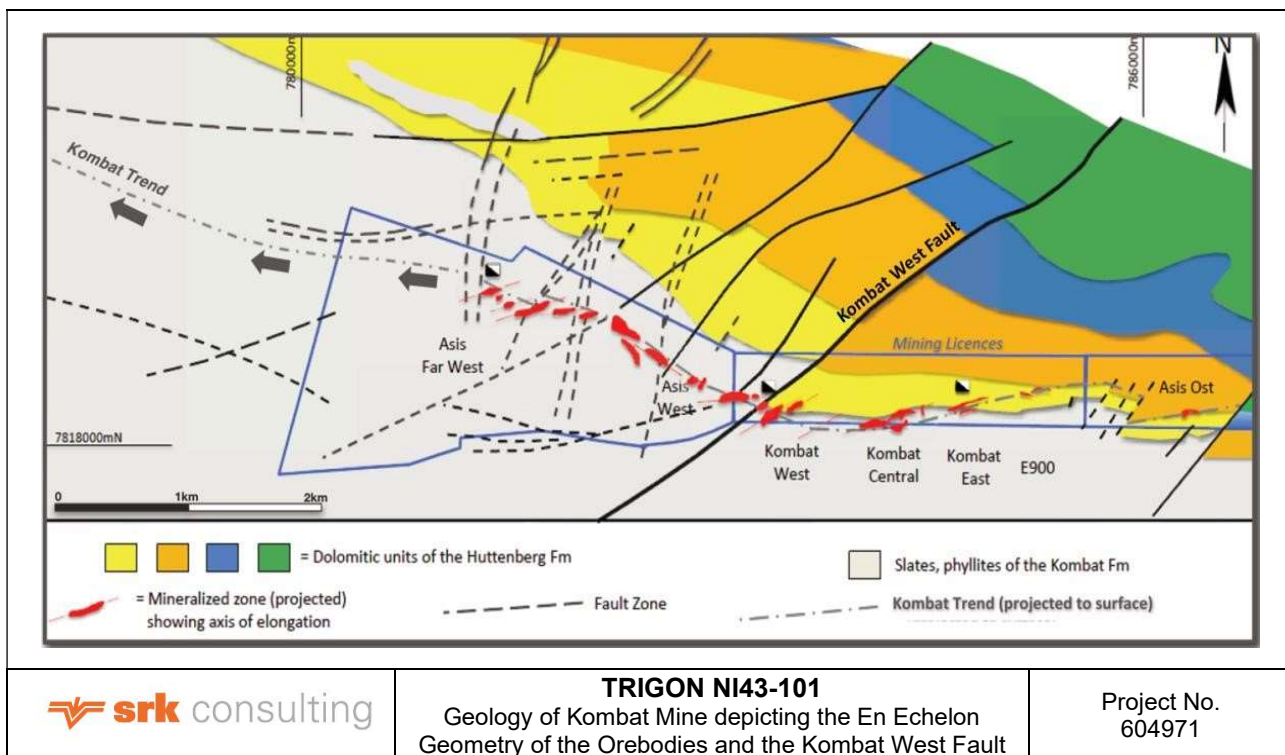 780000m
786000m
N
Kombat Trend
Kombat West Fault
Mining Licences
Asis
Far West
Asis
West
Asis Ost
7818000mN
Kombat
West
Kombat
Central
Kombat
East
E900
0 1km 2km
= Dolomitic units of the Huttenberg Fm
Slates, phyllites of the Kombat Fm
= Mineralized zone (projected)
showing axis of elongation
Fault Zone
Kombat Trend (projected to surface)
srk consulting
TRIGON NI43-101
Geology of Kombat Mine depicting the En Echelon
Geometry of the Orebodies and the Kombat West Fault
Project No.
604971